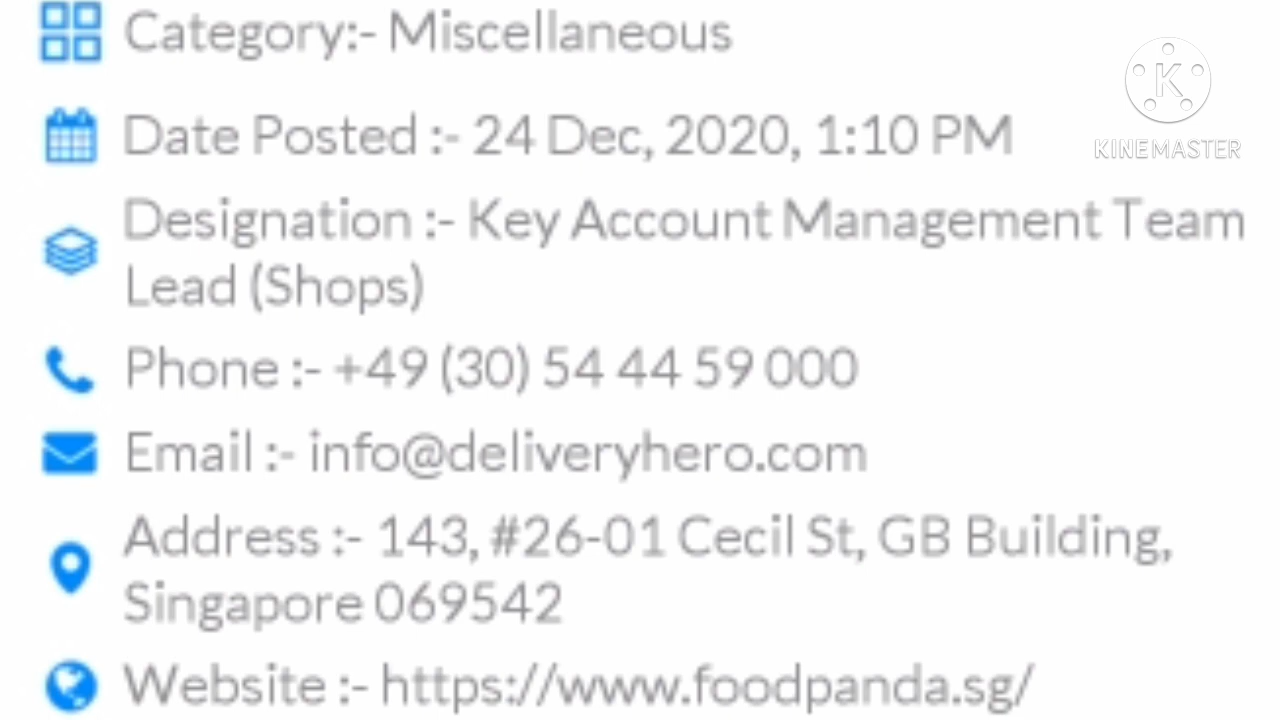 Category:- Miscellaneous
K
KINEMASTER
Date Posted :- 24 Dec, 2020, 1:10 PM
Designation :- Key Account Management Team
Lead (Shops)
Phone :- +49 (30) 54 44 59 000
Email :- info@deliveryhero.com
Address :- 143, #26-01 Cecil St, GB Building,
Singapore 069542
Website :- https://www.foodpanda.sg/